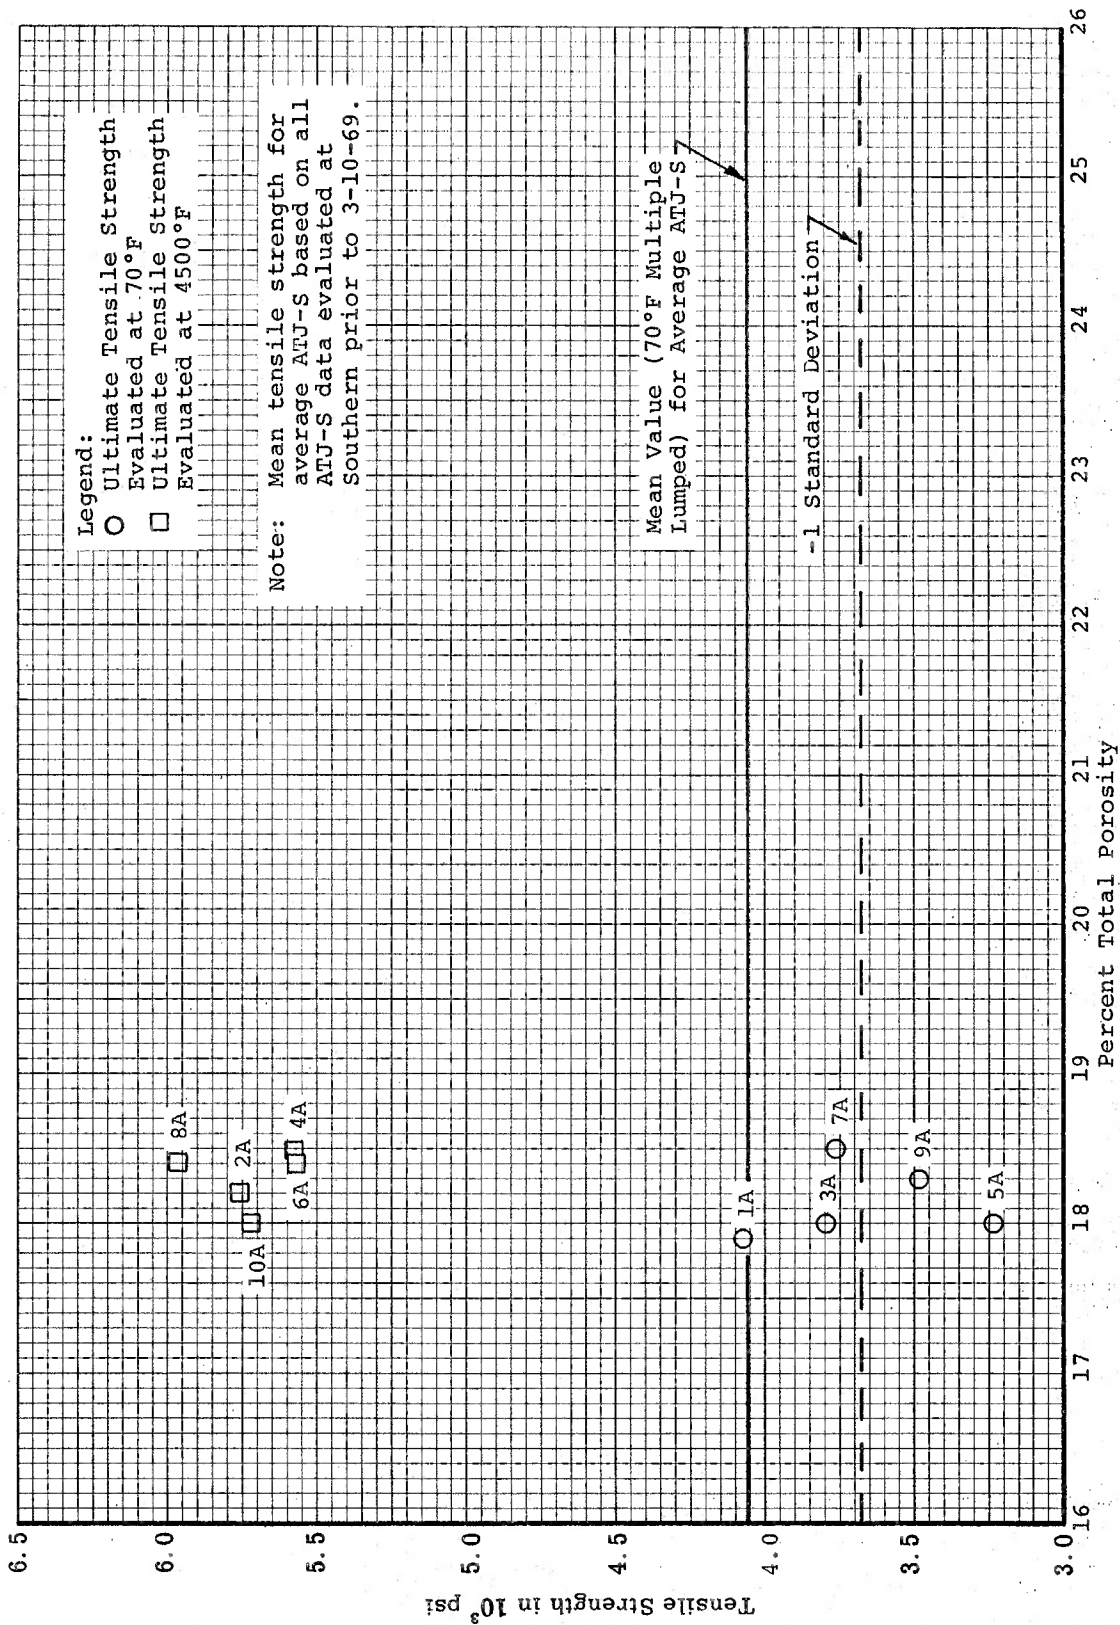 Legend:
○ Ultimate Tensile Strength
Evaluated at 70°F
□ Ultimate Tensile Strength
Evaluated at 4500°F
Note: Mean tensile strength for
average ATJ-S based on all
ATJ-S data evaluated at
Southern prior to 3-10-69.
Mean Value (70°F Multiple
Lumped) for Average ATJ-S
-1 Standard Deviation
8A
2A
10A
4A
6A
1A
3A
7A
9A
5A
6.5
6.0
5.5
5.0
4.5
4.0
3.5
3.0
Tensile Strength in 10³ psi
16 17 18 19 20 21 22 23 24 25 26
Percent Total Porosity